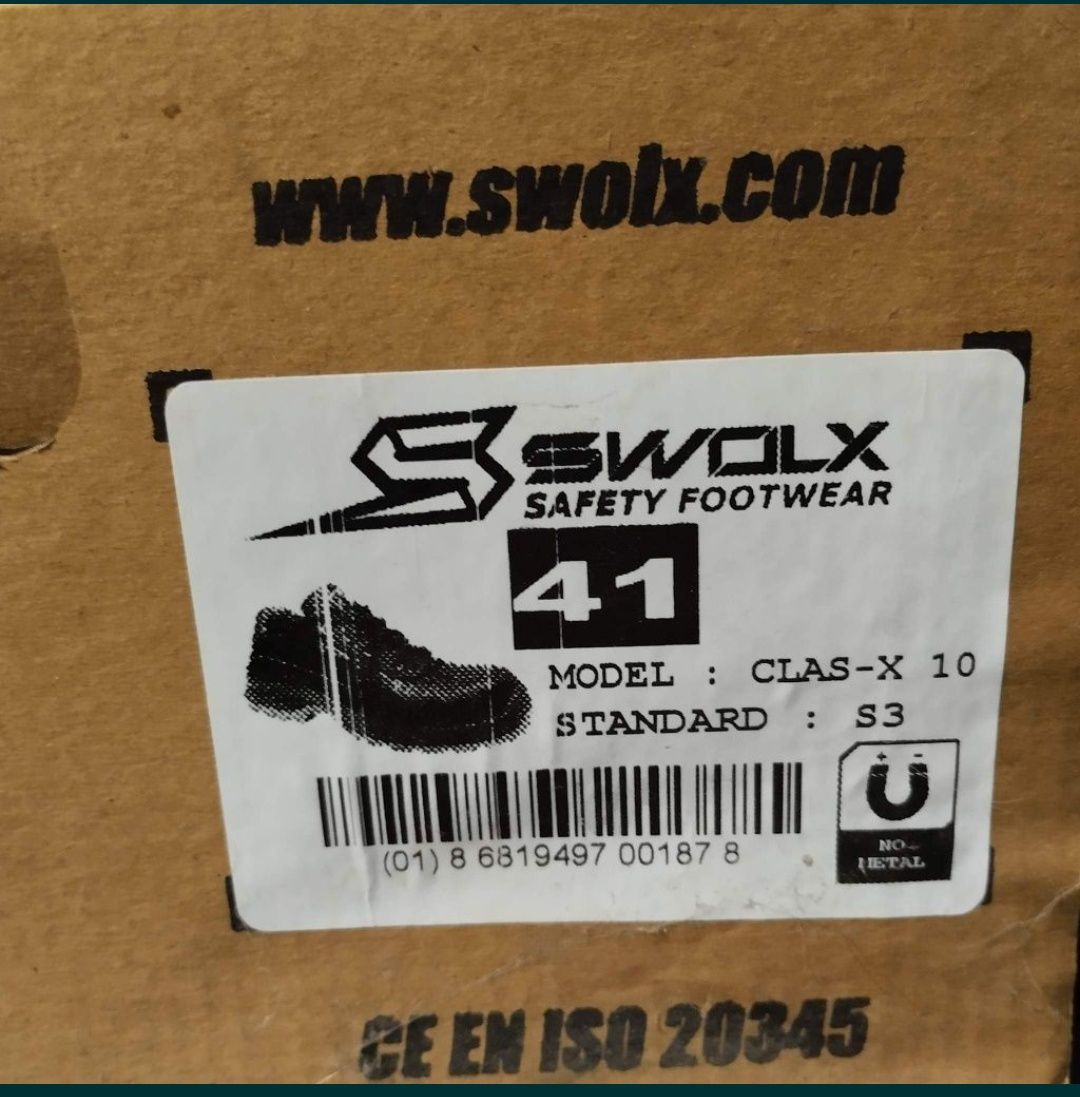 www.swolx.com
SWOLX
SAFETY FOOTWEAR
41
MODEL : CLAS-X 10
STANDARD : S3
+ -
NO-
METAL
(01) 8 6819497 00187 8
CE EN ISO 20345